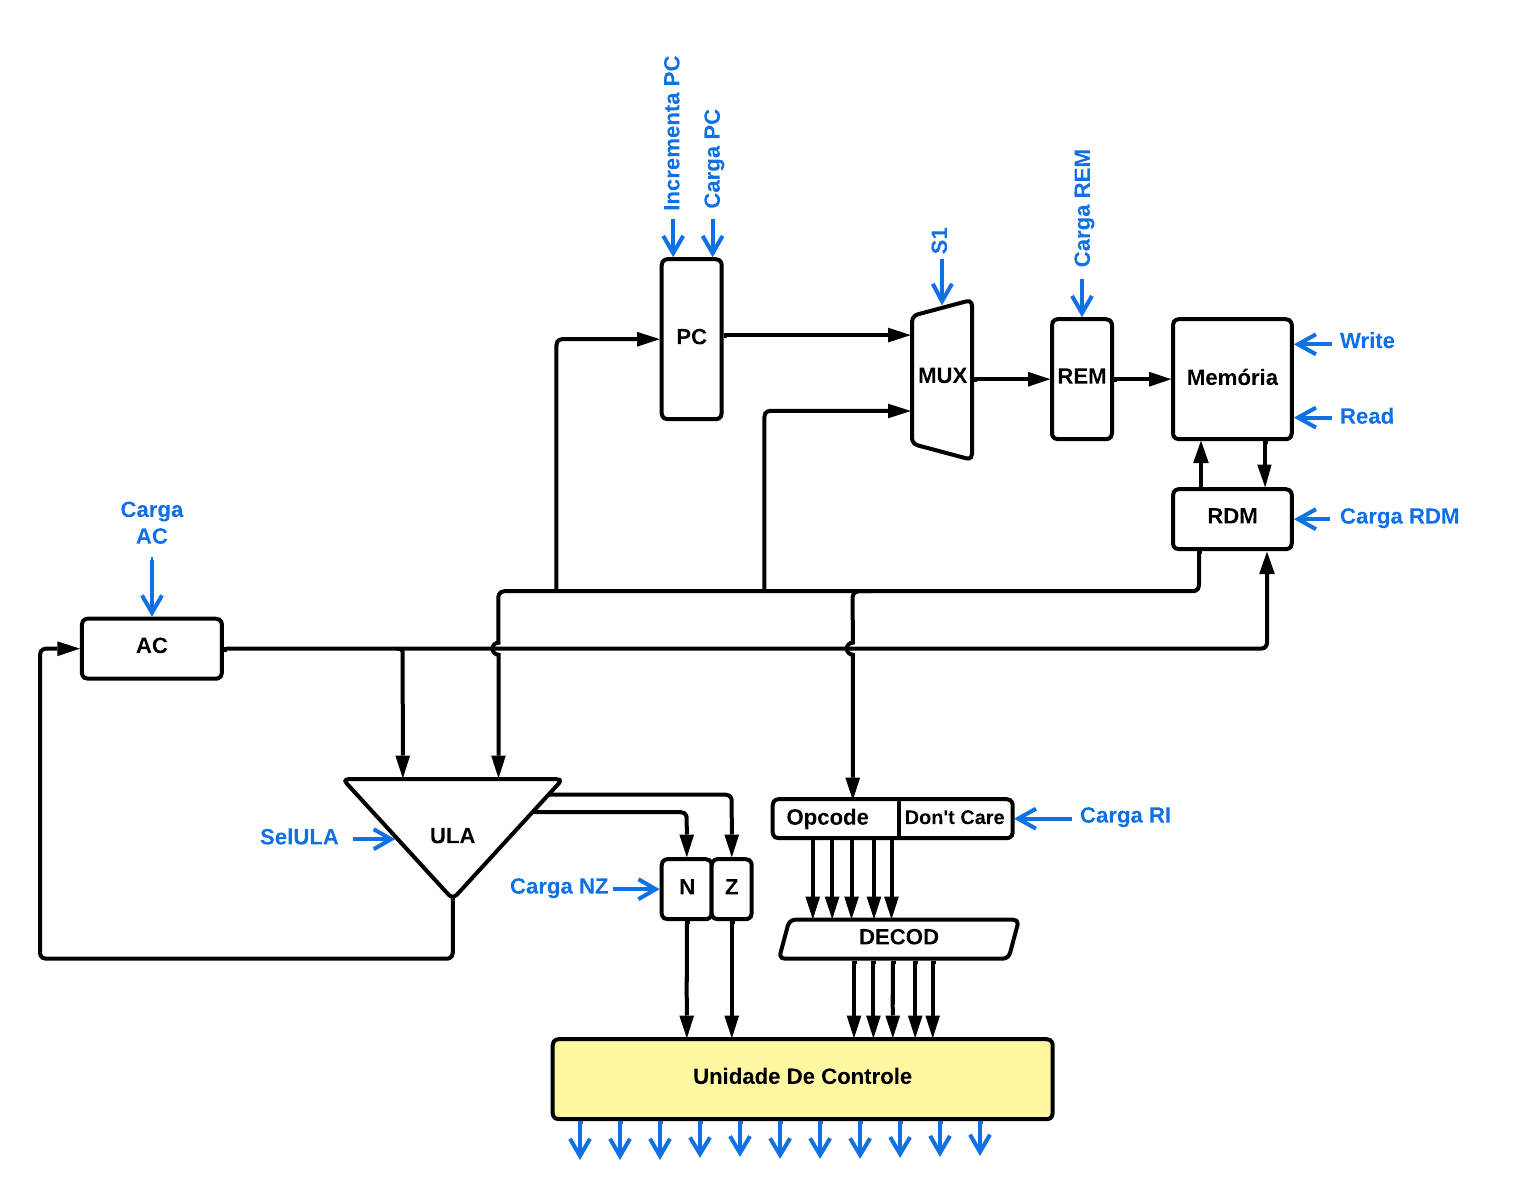 Incrementa PC
Carga PC
Carga REM
S1
PC
MUX
REM
Memória
Write
Read
RDM
Carga RDM
Carga
AC
AC
SelULA
ULA
Carga NZ
N
Z
Opcode
Don't Care
Carga RI
DECOD
Unidade De Controle